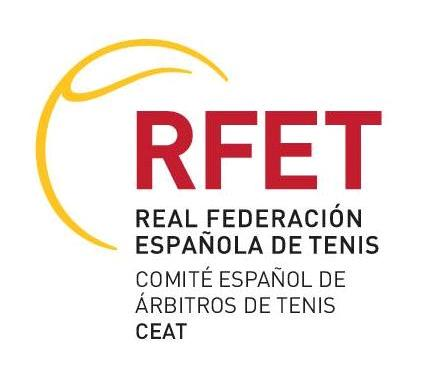 RFET
REAL FEDERACIÓN
ESPAÑOLA DE TENIS
COMITÉ ESPAÑOL DE
ÁRBITROS DE TENIS
CEAT